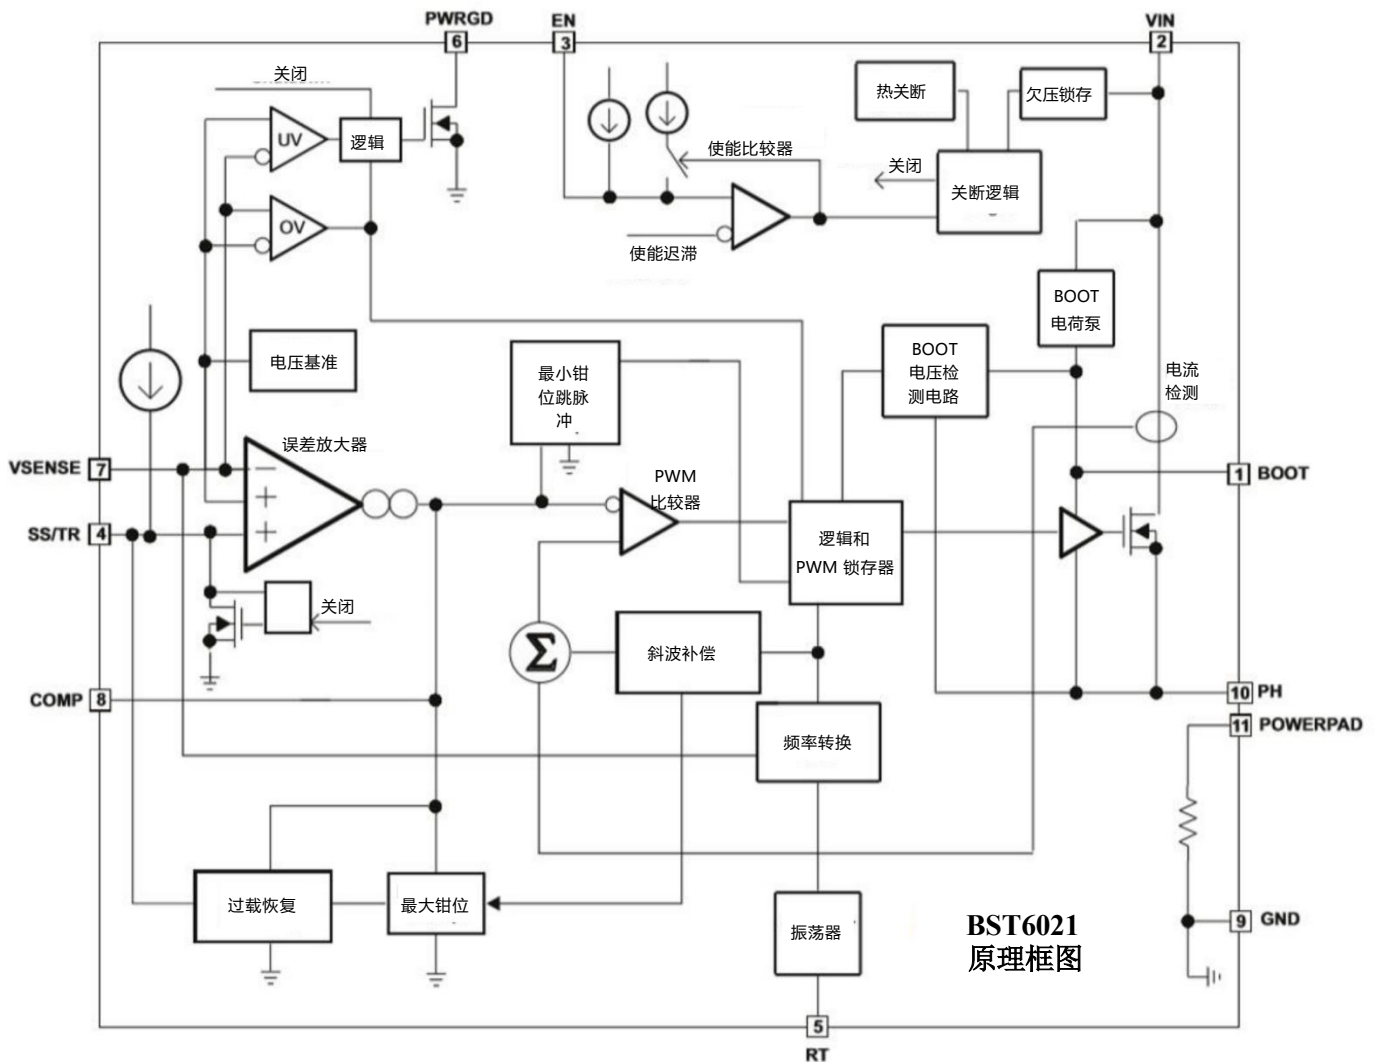 PWRGD
6
EN
3
VIN
2
关闭
UV
逻辑
OV
使能比较器
使能迟滞
热关断
欠压锁存
关闭
关断逻辑
BOOT
电荷泵
电压基准
最小钳
位跳脉
冲
BOOT
电压检
测电路
电流
检测
VSENSE
7
误差放大器
−
+
+
SS/TR
4
PWM
比较器
1
BOOT
逻辑和
PWM 锁存器
关闭
Σ
斜波补偿
COMP
8
10
PH
11
POWERPAD
频率转换
过载恢复
最大钳位
振荡器
BST6021
原理框图
9
GND
5
RT